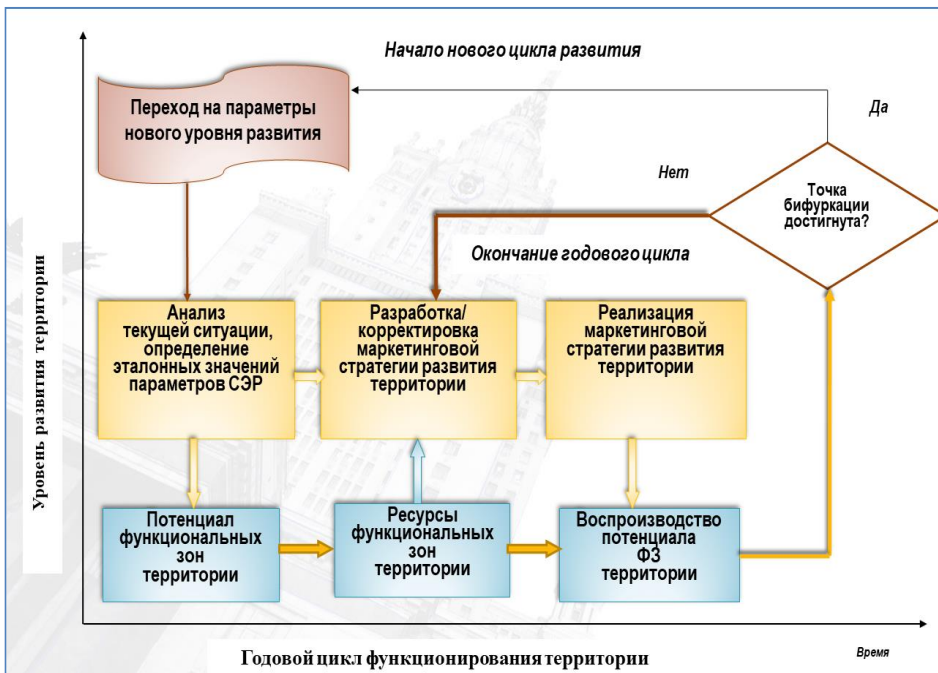 Начало нового цикла развития
Переход на параметры
нового уровня развития
Да
Нет
Точка
бифуркации
достигнута?
Окончание годового цикла
Уровень развития территории
Анализ
текущей ситуации,
определение
эталонных значений
параметров СЭР
Разработка/
корректировка
маркетинговой
стратегии развития
территории
Реализация
маркетинговой
стратегии развития
территории
Потенциал
функциональных
зон
территории
Ресурсы
функциональных
зон
территории
Воспроизводство
потенциала
ФЗ
территории
Годовой цикл функционирования территории
Время